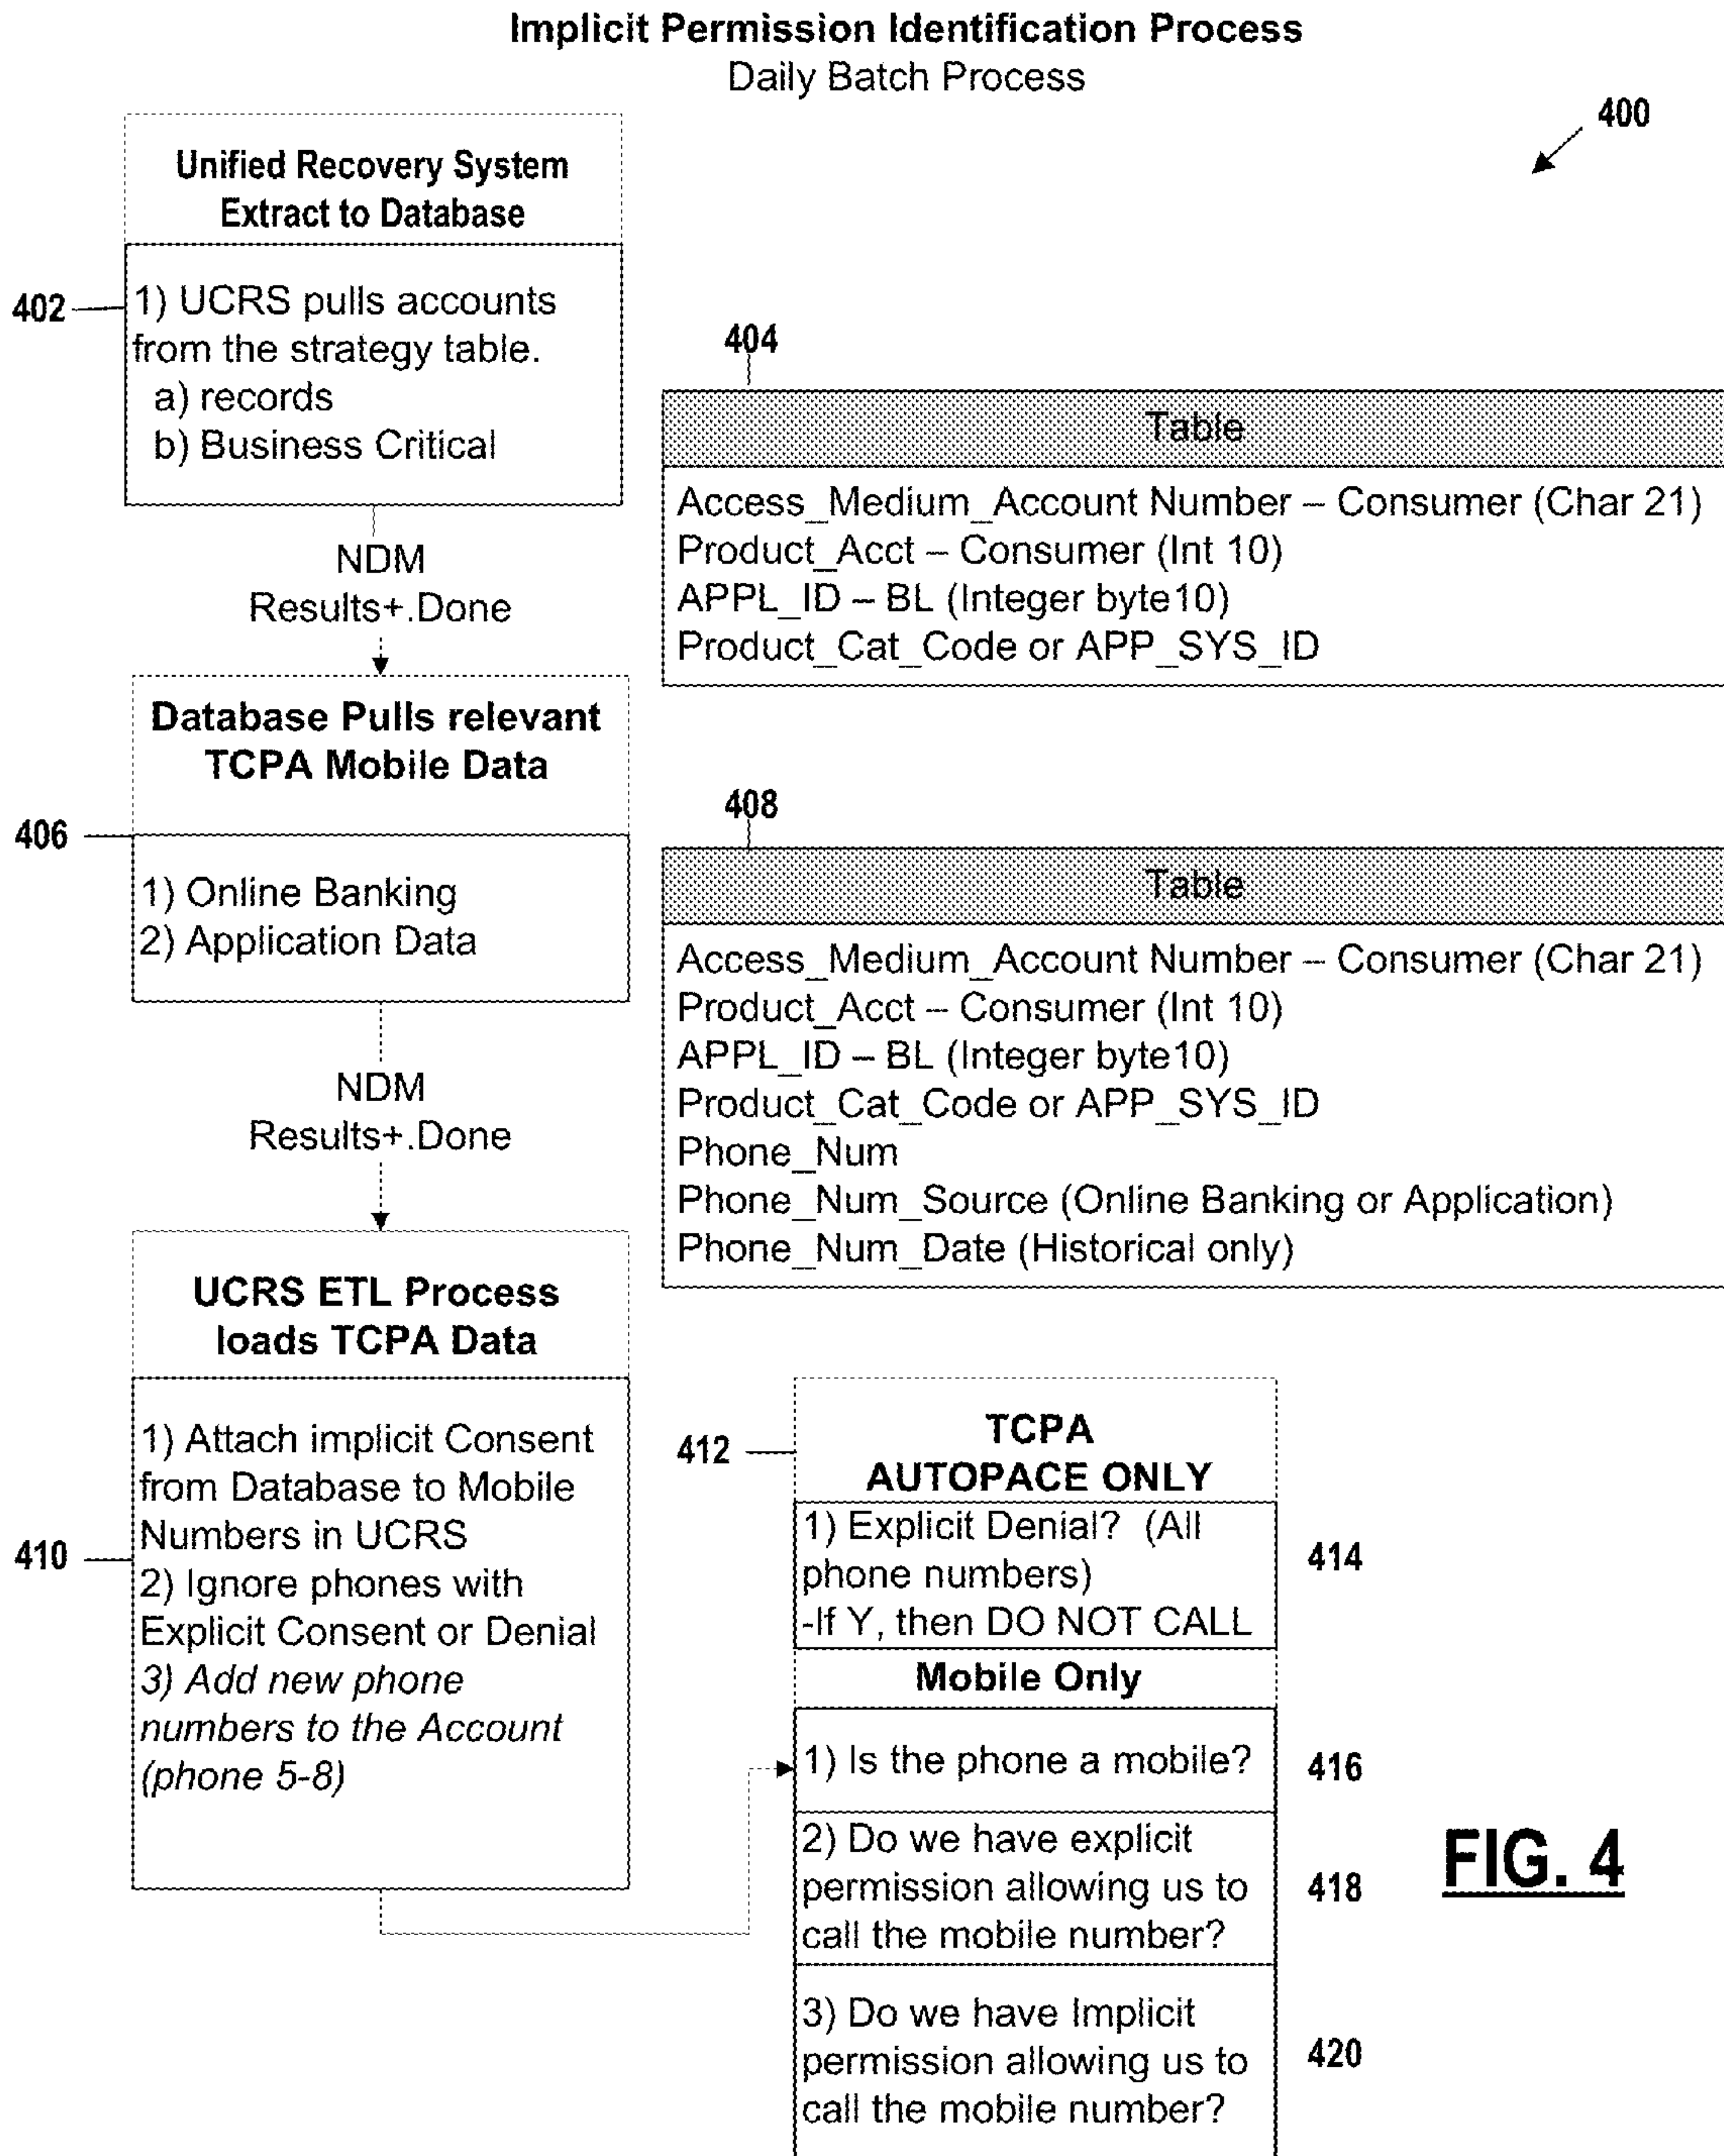 Implicit Permission Identification Process
Daily Batch Process
400
Unified Recovery System
Extract to Database
402
1) UCRS pulls accounts
from the strategy table.
a) records
b) Business Critical
NDM
Results+.Done
404
Table
Access_Medium_Account Number – Consumer (Char 21)
Product_Acct – Consumer (Int 10)
APPL_ID – BL (Integer byte10)
Product_Cat_Code or APP_SYS_ID
Database Pulls relevant
TCPA Mobile Data
406
1) Online Banking
2) Application Data
NDM
Results+.Done
408
Table
Access_Medium_Account Number – Consumer (Char 21)
Product_Acct – Consumer (Int 10)
APPL_ID – BL (Integer byte10)
Product_Cat_Code or APP_SYS_ID
Phone_Num
Phone_Num_Source (Online Banking or Application)
Phone_Num_Date (Historical only)
UCRS ETL Process
loads TCPA Data
410
1) Attach implicit Consent
from Database to Mobile
Numbers in UCRS
2) Ignore phones with
Explicit Consent or Denial
3) Add new phone
numbers to the Account
(phone 5-8)
412
TCPA
AUTOPACE ONLY
1) Explicit Denial? (All
phone numbers)
-If Y, then DO NOT CALL
414
Mobile Only
1) Is the phone a mobile?
416
2) Do we have explicit
permission allowing us to
call the mobile number?
418
3) Do we have Implicit
permission allowing us to
call the mobile number?
420
FIG. 4